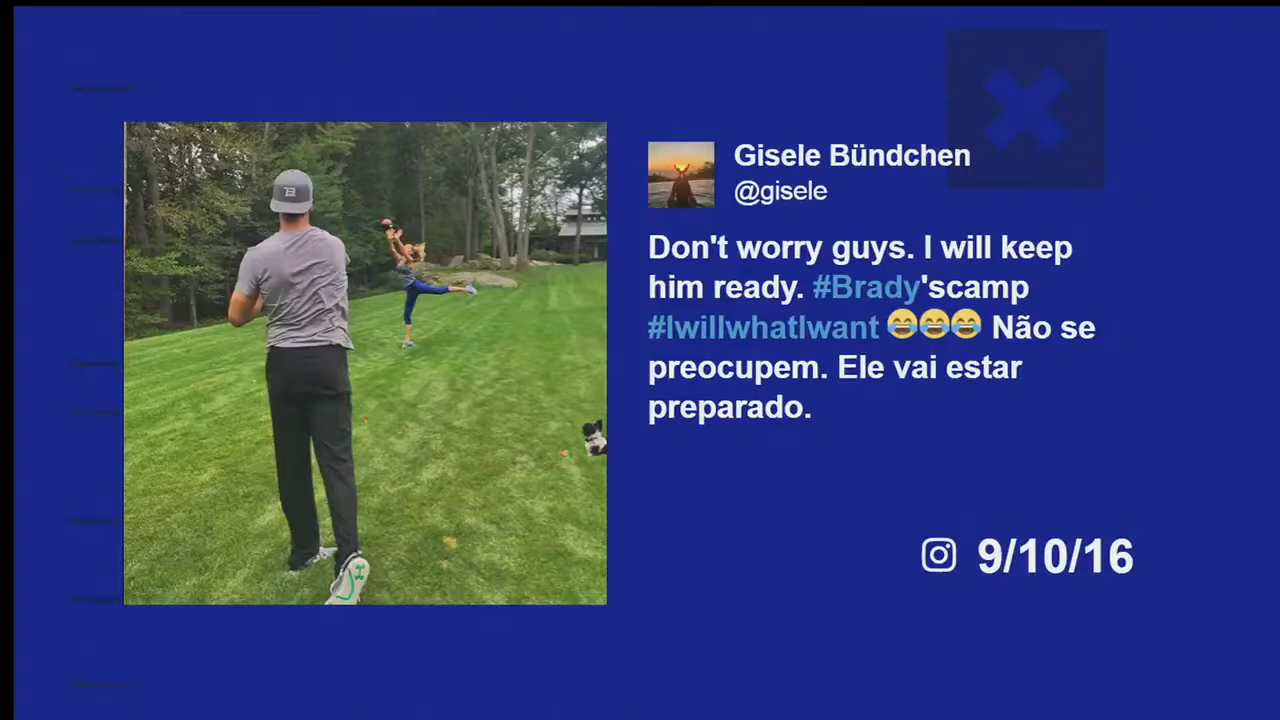 Gisele Bündchen
@gisele
Don't worry guys. I will keep
him ready. #Brady'scamp
#IwillwhatIwant 😂😂😂 Não se
preocupem. Ele vai estar
preparado.
9/10/16